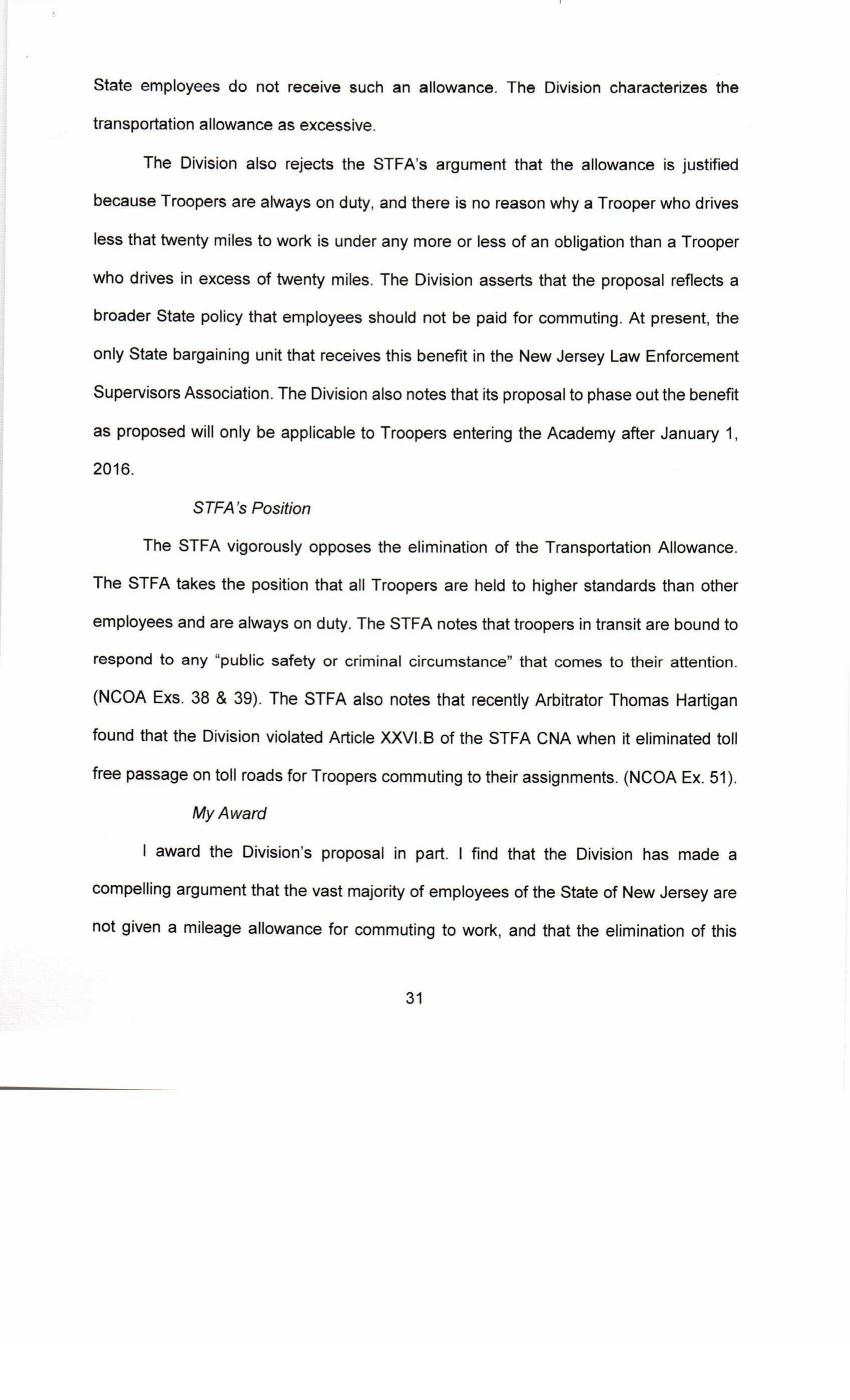 State employees do not receive such an allowance. The Division characterizes the
transportation allowance as excessive.
The Division also rejects the STFA's argument that the allowance is justified
because Troopers are always on duty, and there is no reason why a Trooper who drives
less that twenty miles to work is under any more or less of an obligation than a Trooper
who drives in excess of twenty miles. The Division asserts that the proposal reflects a
broader State policy that employees should not be paid for commuting. At present, the
only State bargaining unit that receives this benefit in the New Jersey Law Enforcement
Supervisors Association. The Division also notes that its proposal to phase out the benefit
as proposed will only be applicable to Troopers entering the Academy after January 1,
2016.
STFA's Position
The STFA vigorously opposes the elimination of the Transportation Allowance.
The STFA takes the position that all Troopers are held to higher standards than other
employees and are always on duty. The STFA notes that troopers in transit are bound to
respond to any “public safety or criminal circumstance” that comes to their attention.
(NCOA Exs. 38 & 39). The STFA also notes that recently Arbitrator Thomas Hartigan
found that the Division violated Article XXVI.B of the STFA CNA when it eliminated toll
free passage on toll roads for Troopers commuting to their assignments. (NCOA Ex. 51).
My Award
I award the Division's proposal in part. I find that the Division has made a
compelling argument that the vast majority of employees of the State of New Jersey are
not given a mileage allowance for commuting to work, and that the elimination of this
31